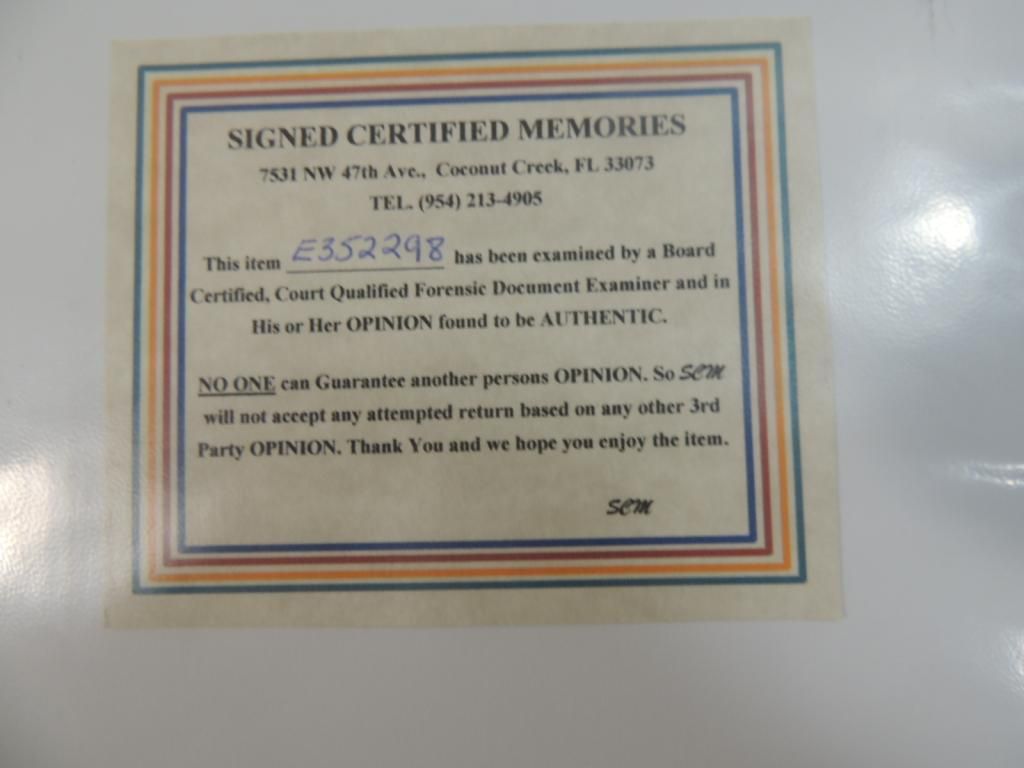 SIGNED CERTIFIED MEMORIES
7531 NW 47th Ave., Coconut Creek, FL 33073
TEL. (954) 213-4905
This item E352298 has been examined by a Board
Certified, Court Qualified Forensic Document Examiner and in
His or Her OPINION found to be AUTHENTIC.
NO ONE can Guarantee another persons OPINION. So SCM
will not accept any attempted return based on any other 3rd
Party OPINION. Thank You and we hope you enjoy the item.
SCM